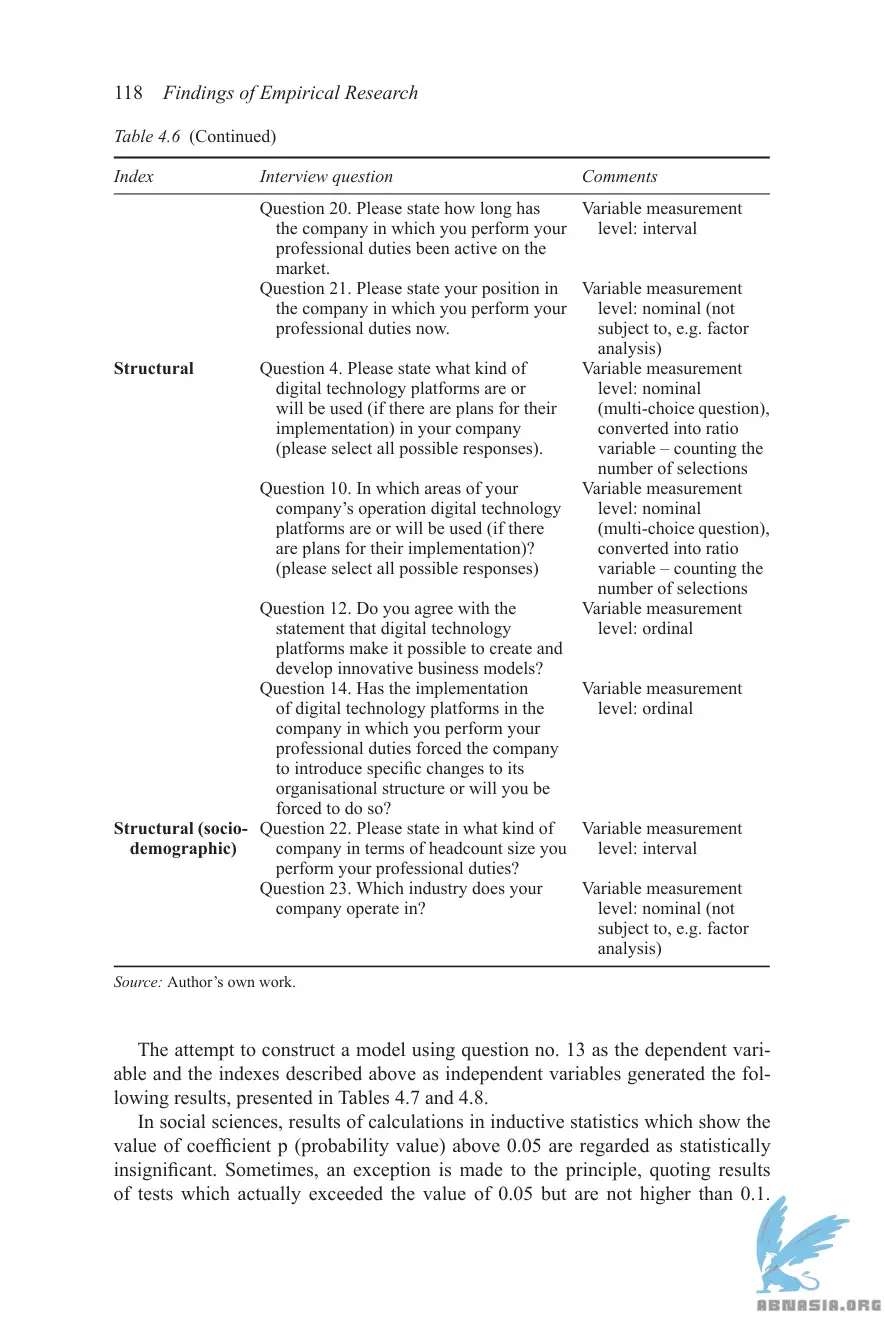 118 Findings of Empirical Research
Table 4.6 (Continued)
Index Interview question Comments
Question 20. Please state how long has Variable measurement
the company in which you perform your level: interval
professional duties been active on the
market.
Question 21. Please state your position in Variable measurement
the company in which you perform your level: nominal (not
professional duties now. subject to, e.g. factor
analysis)
Structural Question 4. Please state what kind of Variable measurement
digital technology platforms are or level: nominal
will be used (if there are plans for their (multi-choice question),
implementation) in your company converted into ratio
(please select all possible responses). variable – counting the
number of selections
Question 10. In which areas of your Variable measurement
company's operation digital technology level: nominal
platforms are or will be used (if there (multi-choice question),
are plans for their implementation)? converted into ratio
(please select all possible responses) variable – counting the
number of selections
Question 12. Do you agree with the Variable measurement
statement that digital technology level: ordinal
platforms make it possible to create and
develop innovative business models?
Question 14. Has the implementation Variable measurement
of digital technology platforms in the level: ordinal
company in which you perform your
professional duties forced the company
to introduce specific changes to its
organisational structure or will you be
forced to do so?
Structural (socio- Question 22. Please state in what kind of Variable measurement
demographic) company in terms of headcount size you level: interval
perform your professional duties?
Question 23. Which industry does your Variable measurement
company operate in? level: nominal (not
subject to, e.g. factor
analysis)
Source: Author's own work.
The attempt to construct a model using question no. 13 as the dependent vari-
able and the indexes described above as independent variables generated the fol-
lowing results, presented in Tables 4.7 and 4.8.
In social sciences, results of calculations in inductive statistics which show the
value of coefficient p (probability value) above 0.05 are regarded as statistically
insignificant. Sometimes, an exception is made to the principle, quoting results
of tests which actually exceeded the value of 0.05 but are not higher than 0.1.
ABNASIA.ORG